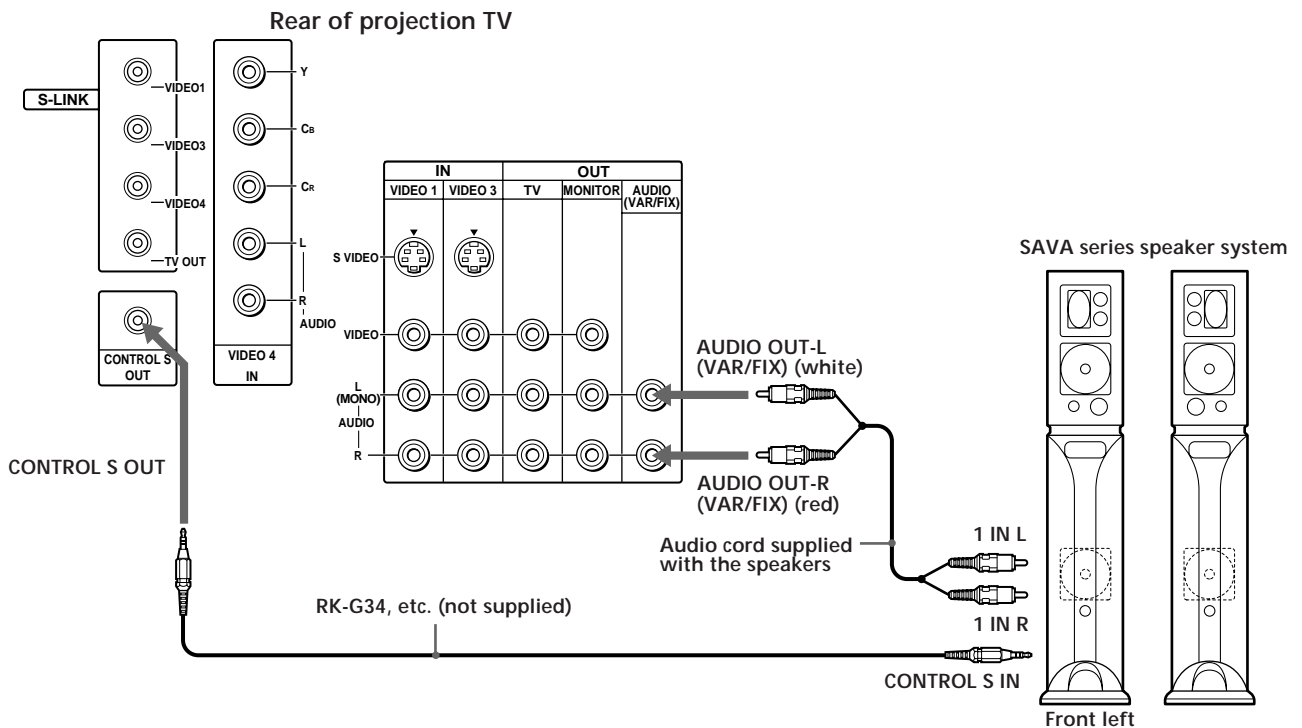 Rear of projection TV
S-LINK
VIDEO1
VIDEO3
VIDEO4
TV OUT
CONTROL S
OUT
Y
CB
CR
L
R
AUDIO
VIDEO 4
IN
IN
OUT
VIDEO 1
VIDEO 3
TV
MONITOR
AUDIO
(VAR/FIX)
S VIDEO
VIDEO
L
(MONO)
AUDIO
R
AUDIO OUT-L
(VAR/FIX) (white)
AUDIO OUT-R
(VAR/FIX) (red)
SAVA series speaker system
CONTROL S OUT
Audio cord supplied
with the speakers
1 IN L
1 IN R
RK-G34, etc. (not supplied)
CONTROL S IN
Front left